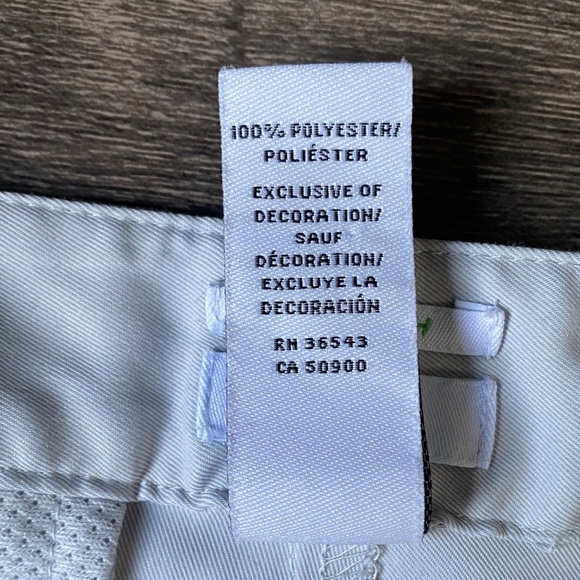 100% POLYESTER/
POLIÉSTER
EXCLUSIVE OF
DECORATION/
SAUF
DÉCORATION/
EXCLUYE LA
DECORACIÓN
RN 36543
CA 50900